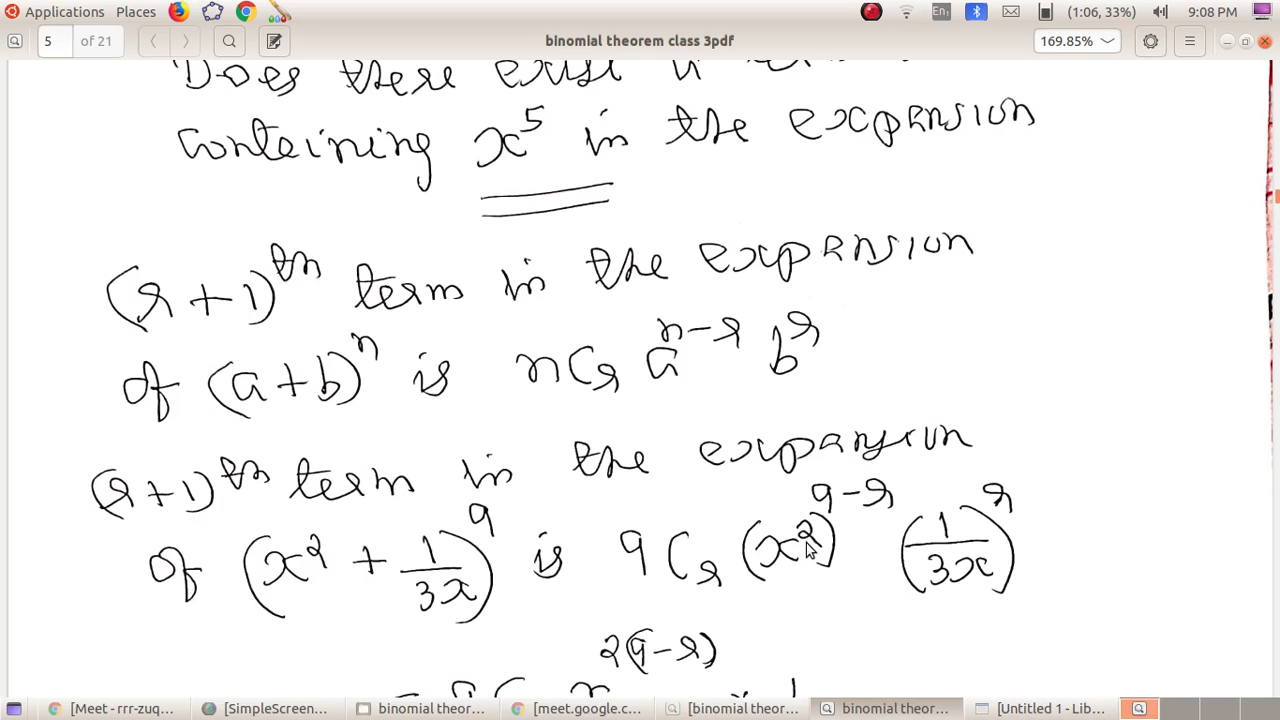 Applications Places En1 (1:06, 33%) 9:08 PM
5 of 21 binomial theorem class 3pdf 169.85%
Does there exist a
containing x^5 in the expansion
(r+1)^th term in the expansion
of (a+b)^n is nCr a^n-r b^r
(r+1)^th term in the expansion
of (x^2 + 1/3x)^9 is 9Cr (x^2)^9-r (1/3x)^r
2(9-r)
[Meet - rrr-zuq... [SimpleScreen... binomial theor... [meet.google.c... [binomial theor... binomial theor... [Untitled 1 - Lib...